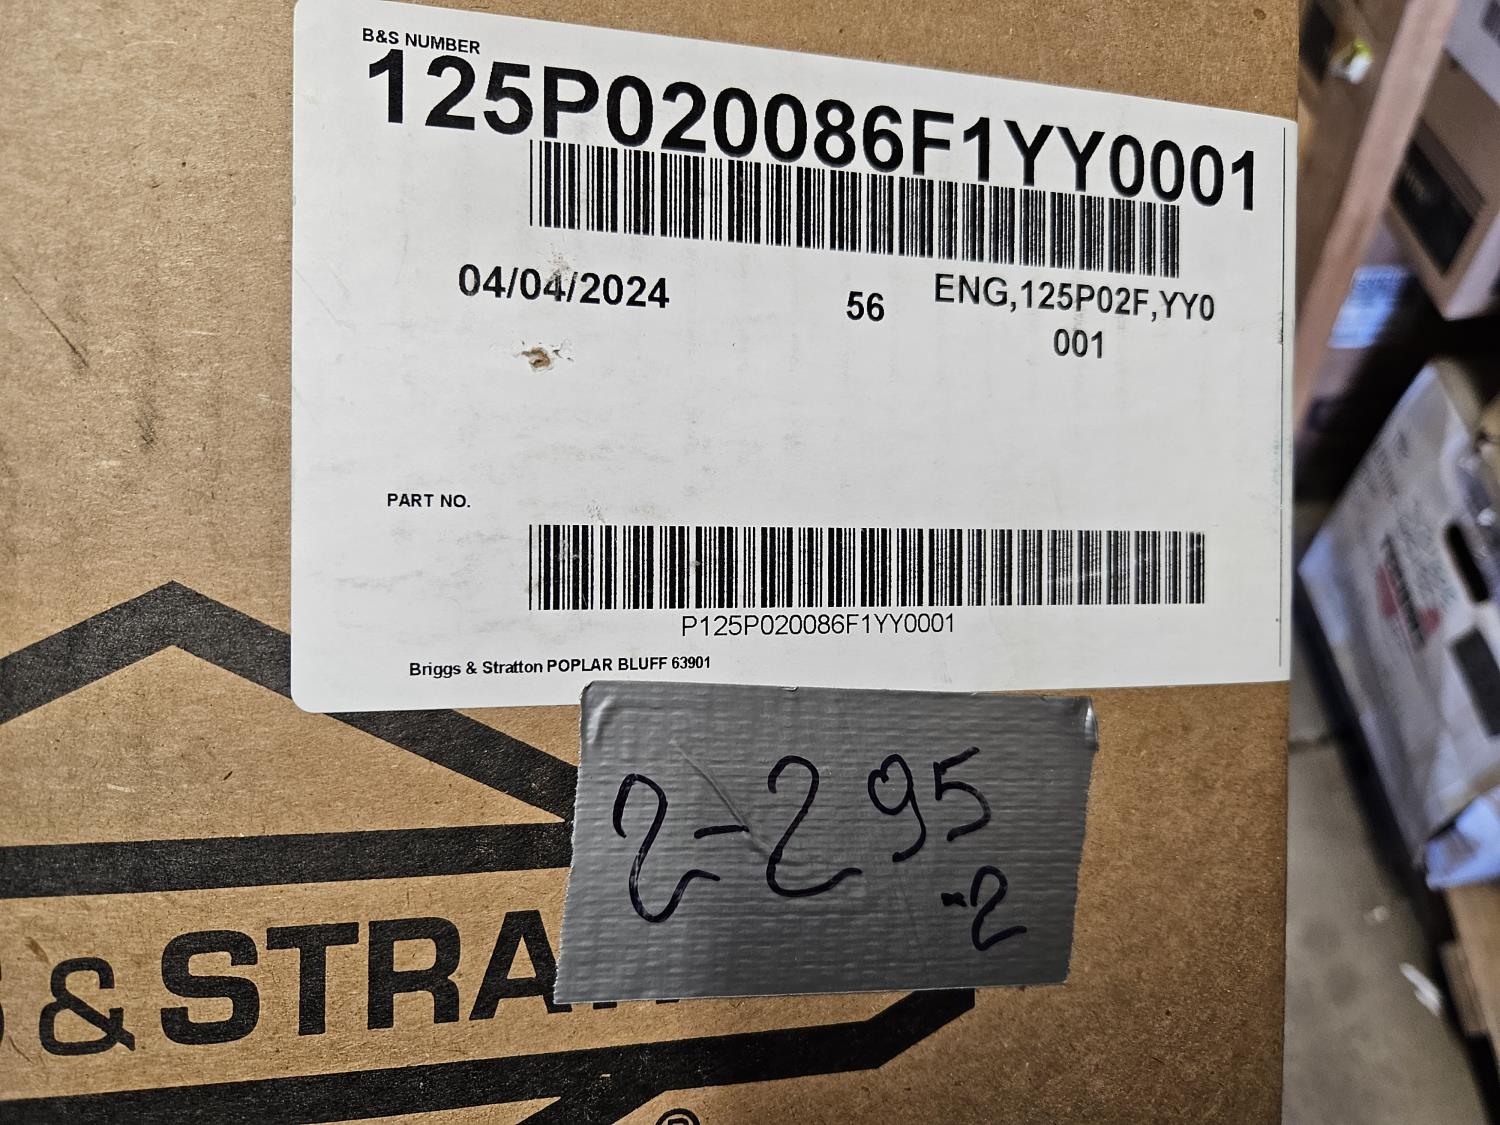 B&S NUMBER
125P020086F1YY0001
04/04/2024
56
ENG,125P02F,YY0
001
PART NO.
P125P020086F1YY0001
Briggs & Stratton POPLAR BLUFF 63901
2-295
-2
& STRA
®